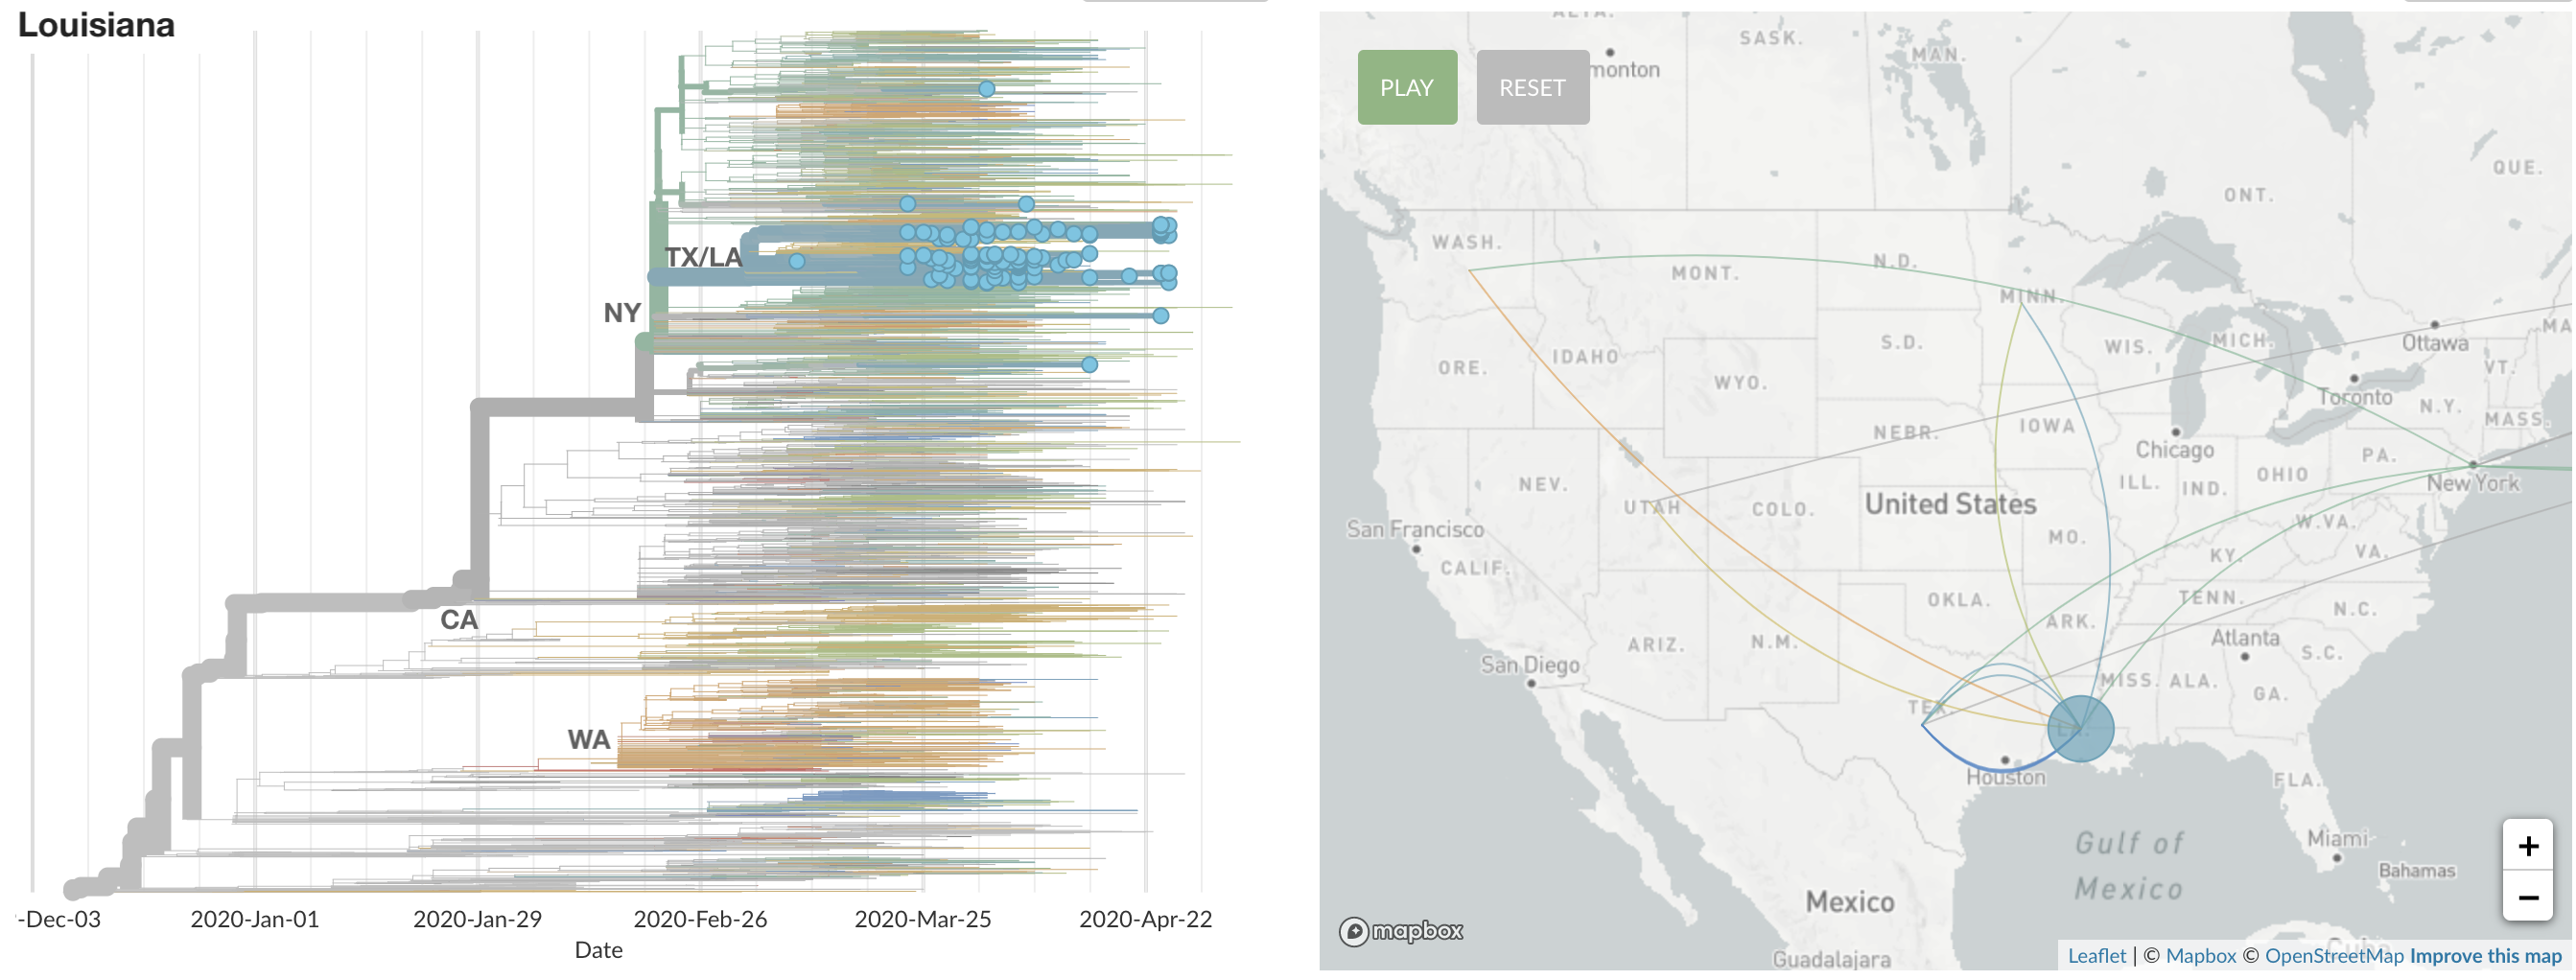 Louisiana
TX/LA
NY
CA
WA
-Dec-03
2020-Jan-01
2020-Jan-29
2020-Feb-26
2020-Mar-25
2020-Apr-22
Date
PLAY
RESET
monton
SASK.
MAN.
ONT.
QUE.
WASH.
MONT.
N.D.
MINN.
ORE.
IDAHO
WYO.
S.D.
WIS.
MICH.
Ottawa
MA
VT.
Toronto
N.Y.
MASS.
NEBR.
IOWA
Chicago
NEV.
UTAH
COLO.
United States
ILL.
IND.
OHIO
PA.
New York
San Francisco
CALIF.
MO.
KY.
W.VA.
VA.
ARIZ.
N.M.
OKLA.
ARK.
TENN.
N.C.
Atlanta
S.C.
San Diego
TEX.
MISS.
ALA.
GA.
LA.
Houston
FLA.
Gulf of
Mexico
Miami
Bahamas
Mexico
Guadalajara
Cuba
+
−
mapbox
Leaflet | © Mapbox © OpenStreetMap Improve this map